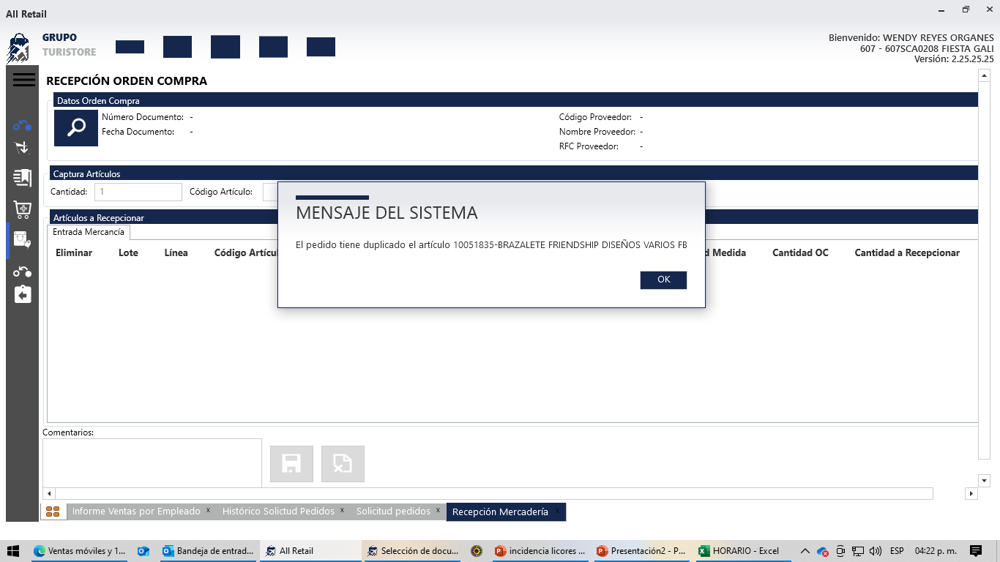 All Retail
GRUPO
TURISTORE
Bienvenido: WENDY REYES ORGANES
607 - 607SCA0208 FIESTA GALI
Versión: 2.25.25.25
RECEPCIÓN ORDEN COMPRA
Datos Orden Compra
Número Documento: -
Código Proveedor: -
Fecha Documento: -
Nombre Proveedor: -
RFC Proveedor: -
Captura Artículos
Cantidad: 1 Código Artículo:
Artículos a Recepcionar
Entrada Mercancía
Eliminar Lote Línea Código Artícul d Medida Cantidad OC Cantidad a Recepcionar
MENSAJE DEL SISTEMA
El pedido tiene duplicado el artículo 10051835-BRAZALETE FRIENDSHIP DISEÑOS VARIOS FB
OK
Comentarios:
Informe Ventas por Empleado x Histórico Solictud Pedidos x Solicitud pedidos x Recepción Mercadería x
Ventas móviles y 1... Bandeja de entrad... All Retail Selección de docu... incidencia licores ... Presentación2 - P... HORARIO - Excel ESP 04:22 p. m.